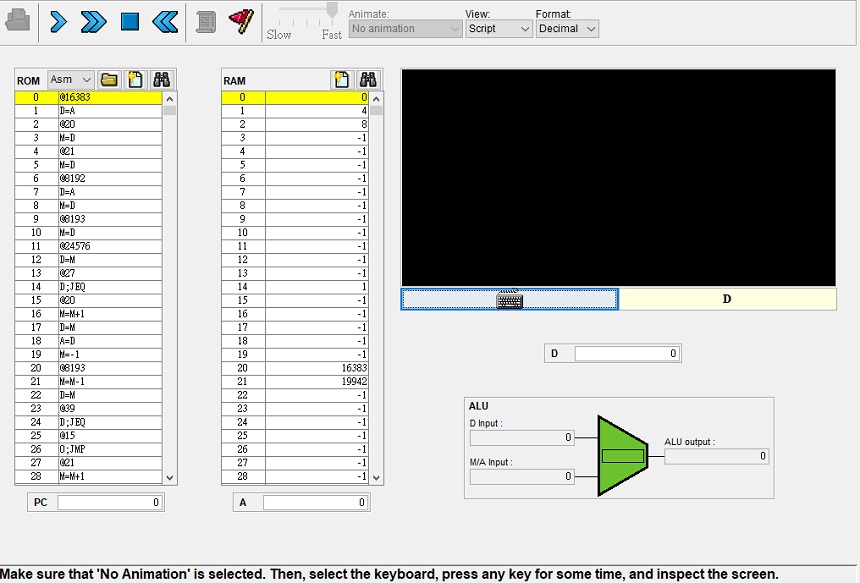 Animate: View: Format:
Slow Fast No animation Script Decimal
ROM Asm
0 @16383
1 D=A
2 @20
3 M=D
4 @21
5 M=D
6 @8192
7 D=A
8 M=D
9 @8193
10 M=D
11 @24576
12 D=M
13 @27
14 D;JEQ
15 @20
16 M=M+1
17 D=M
18 A=D
19 M=-1
20 @8193
21 M=M-1
22 D=M
23 @39
24 D;JEQ
25 @15
26 0;JMP
27 @21
28 M=M+1
PC 0
RAM
0 0
1 4
2 8
3 -1
4 -1
5 -1
6 -1
7 -1
8 -1
9 -1
10 -1
11 -1
12 -1
13 -1
14 1
15 -1
16 -1
17 -1
18 -1
19 -1
20 16383
21 19942
22 -1
23 -1
24 -1
25 -1
26 -1
27 -1
28 -1
A 0
D
D 0
ALU
D Input :
0
M/A Input :
0
ALU output :
0
Make sure that 'No Animation' is selected. Then, select the keyboard, press any key for some time, and inspect the screen.